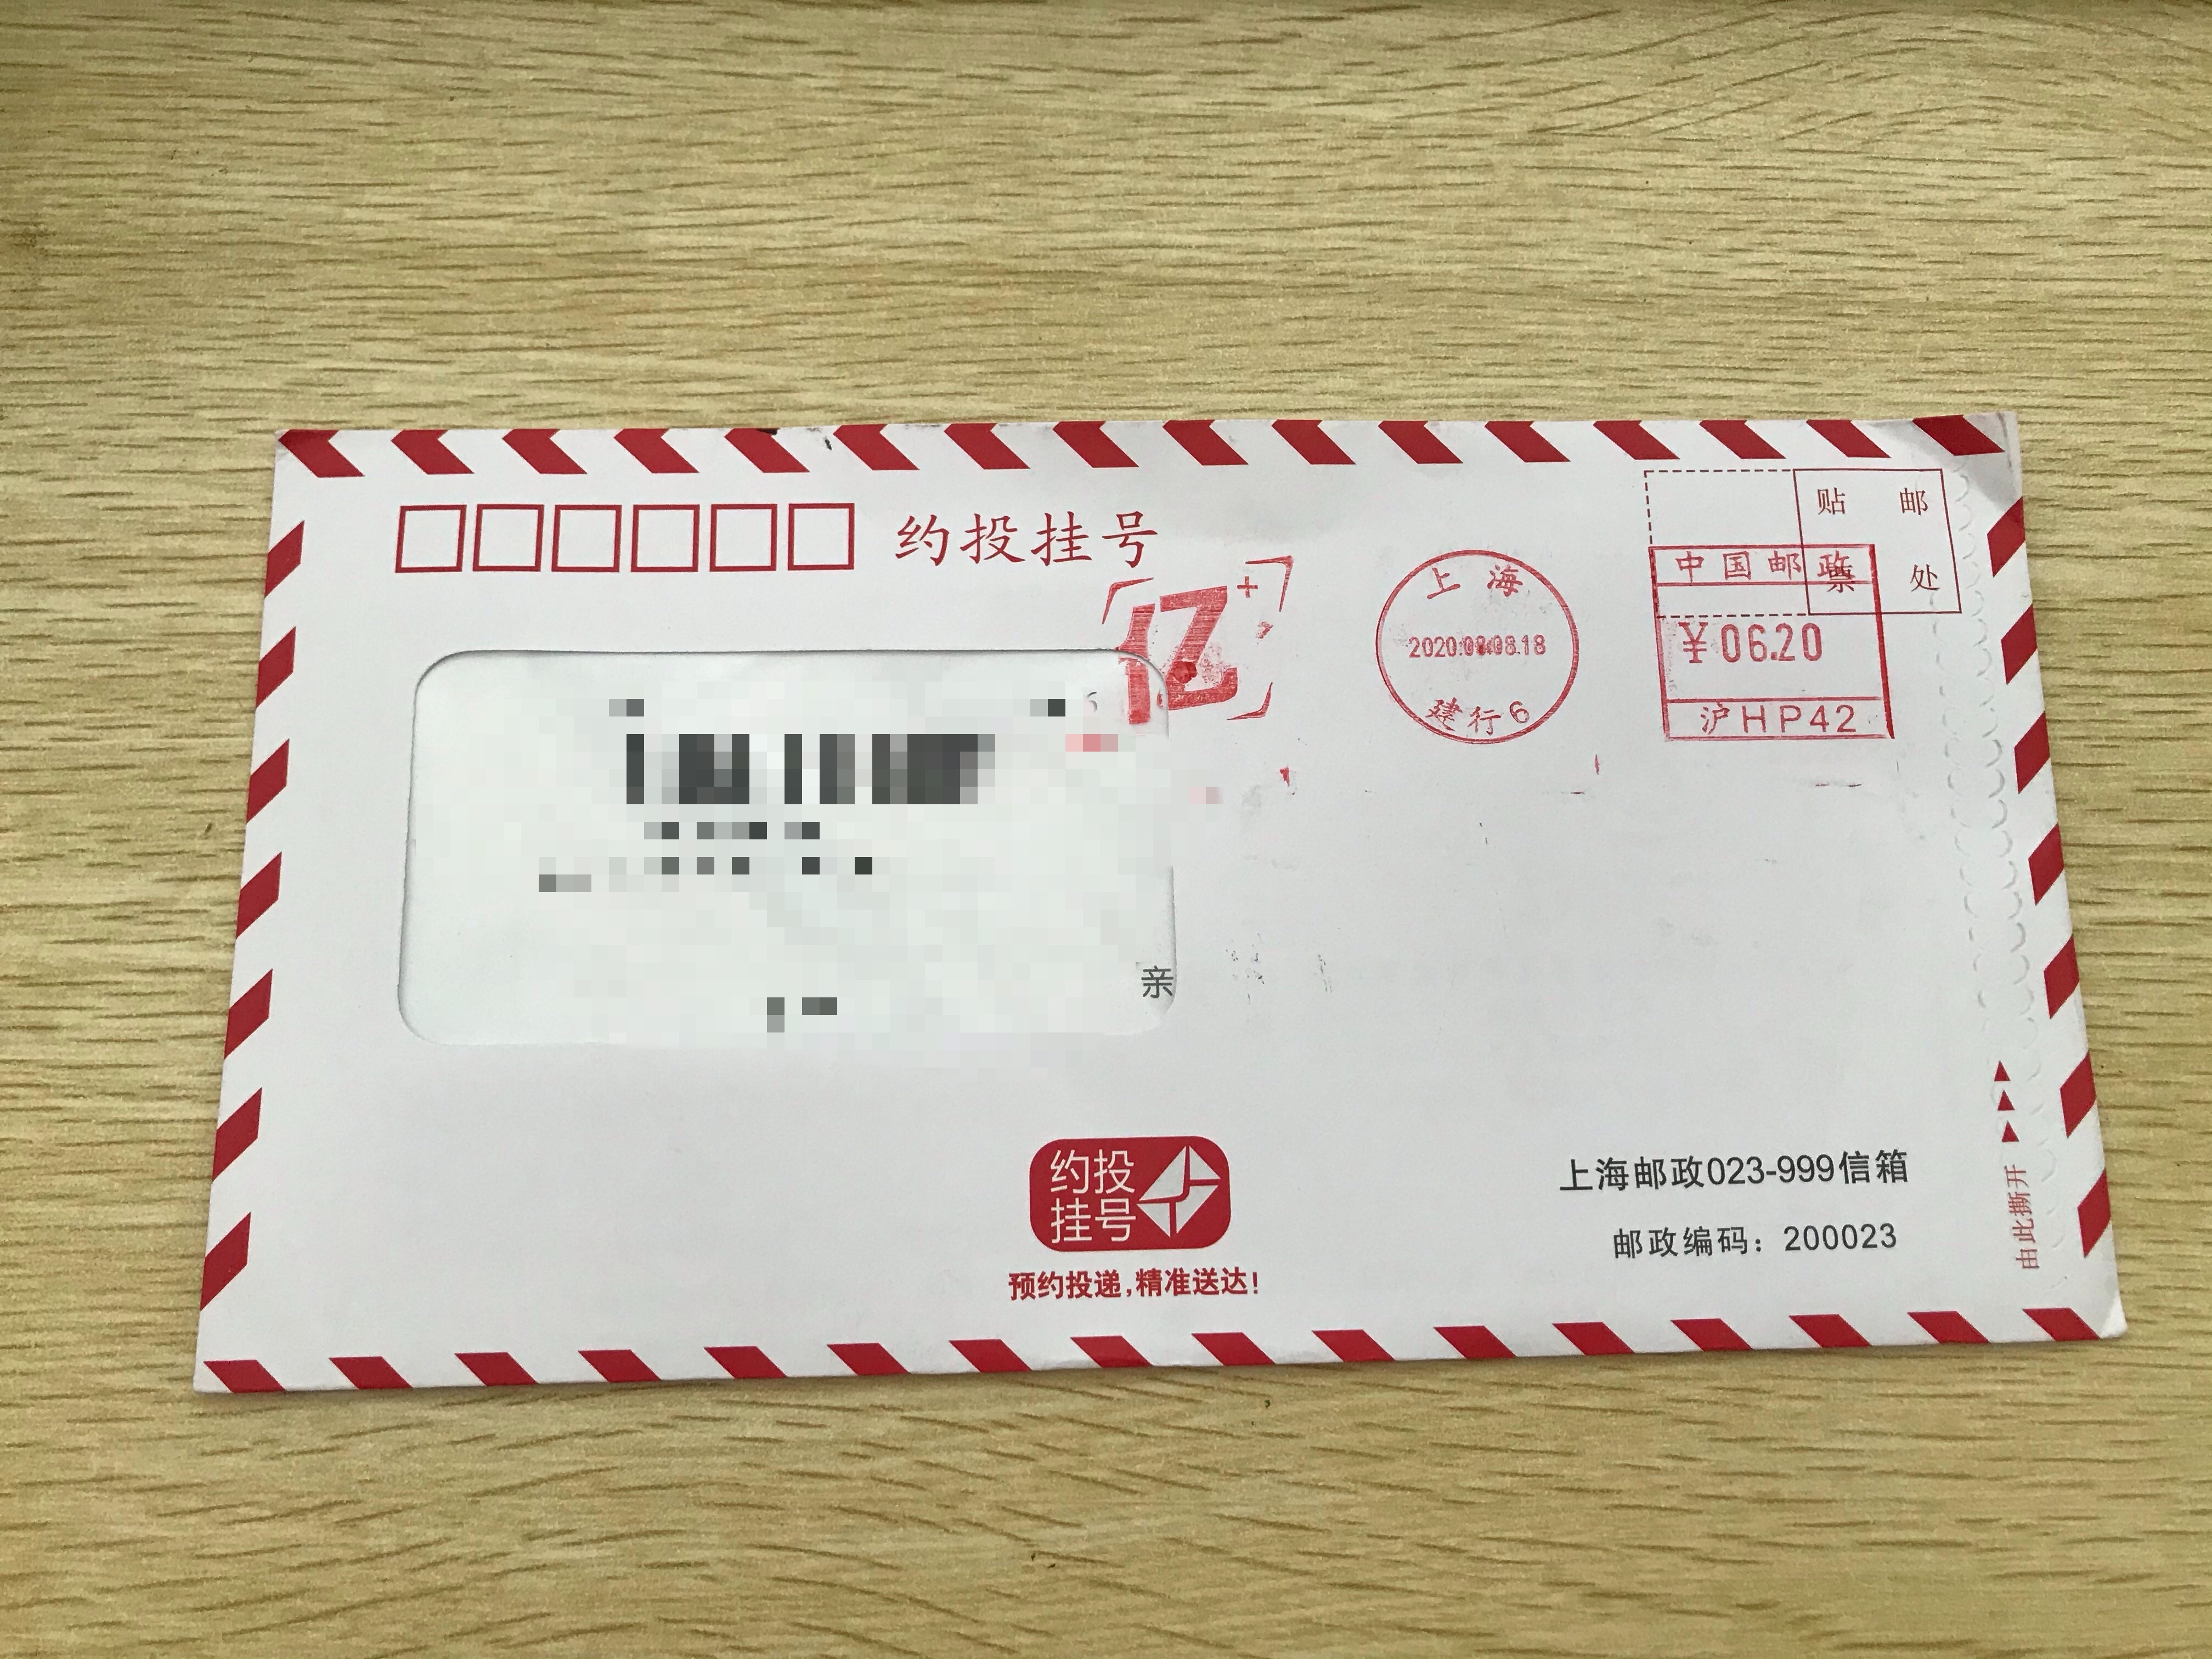 约投挂号
贴 邮
票 处
亿+
上海
建行6
中国邮政
¥06.20
沪HP42
亲
约投
挂号
预约投递,精准送达!
上海邮政023-999信箱
邮政编码：200023
由此撕开